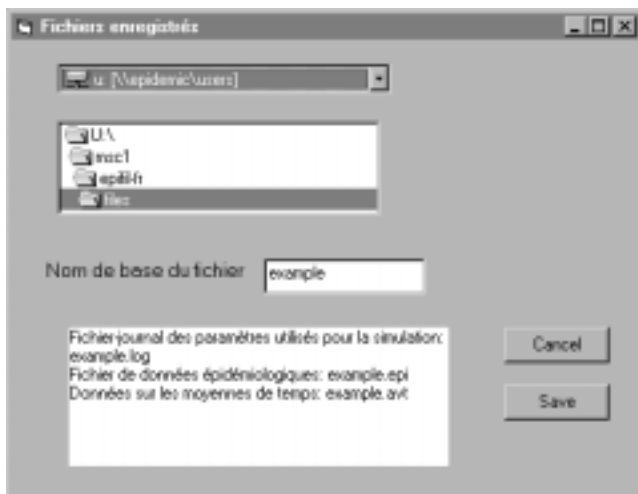 Fichiers enregistrés
u: [\\epidemic\users]
U:\
msc1
epifil-fr
files
Nom de base du fichier
example
Fichier-journal des paramètres utilisés pour la simulation:
example.log
Fichier de données épidémiologiques: example.epi
Données sur les moyennes de temps: example.avt
Cancel
Save